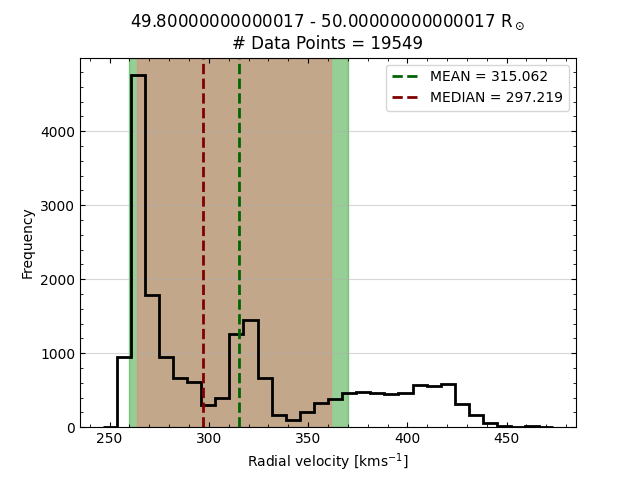 49.80000000000017 - 50.00000000000017 R⊙
# Data Points = 19549
MEAN = 315.062
MEDIAN = 297.219
Frequency
4000
3000
2000
1000
0
250 300 350 400 450
Radial velocity [kms⁻¹]